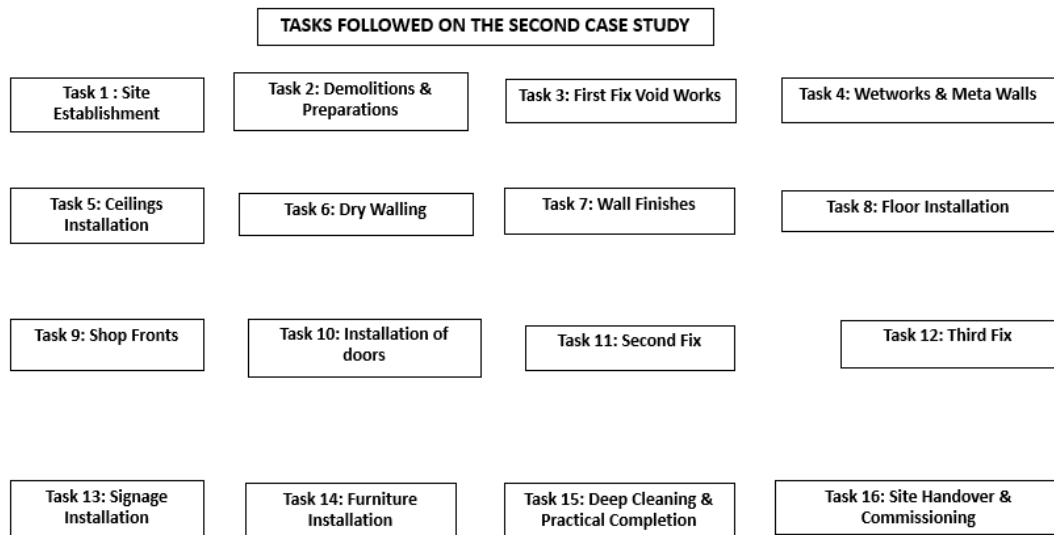 TASKS FOLLOWED ON THE SECOND CASE STUDY
Task 1 : Site
Establishment
Task 2: Demolitions &
Preparations
Task 3: First Fix Void Works
Task 4: Wetworks & Meta Walls
Task 5: Ceilings
Installation
Task 6: Dry Walling
Task 7: Wall Finishes
Task 8: Floor Installation
Task 9: Shop Fronts
Task 10: Installation of
doors
Task 11: Second Fix
Task 12: Third Fix
Task 13: Signage
Installation
Task 14: Furniture
Installation
Task 15: Deep Cleaning &
Practical Completion
Task 16: Site Handover &
Commissioning